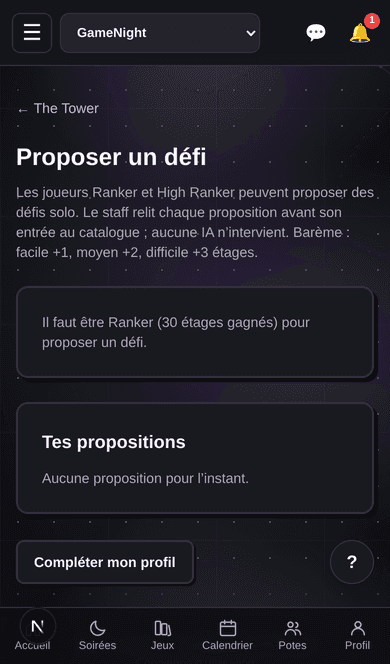 ☰ GameNight 1
← The Tower
Proposer un défi
Les joueurs Ranker et High Ranker peuvent proposer des
défis solo. Le staff relit chaque proposition avant son
entrée au catalogue ; aucune IA n’intervient. Barème :
facile +1, moyen +2, difficile +3 étages.
Il faut être Ranker (30 étages gagnés) pour
proposer un défi.
Tes propositions
Aucune proposition pour l’instant.
Compléter mon profil ?
N
Accueil Soirées Jeux Calendrier Potes Profil